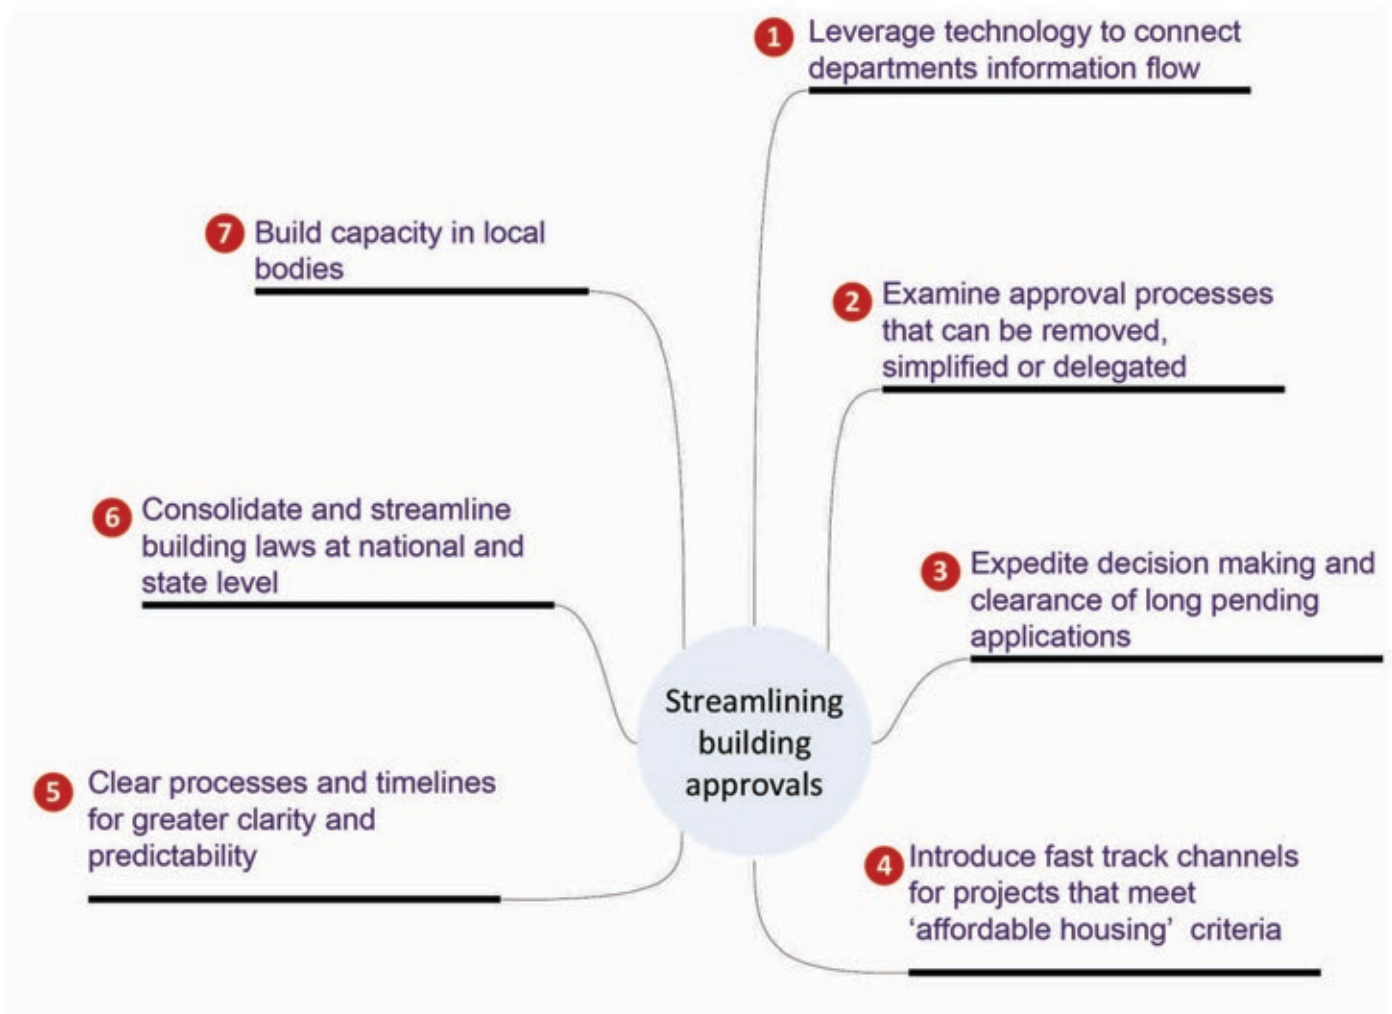 1 Leverage technology to connect
departments information flow
2 Examine approval processes
that can be removed,
simplified or delegated
3 Expedite decision making and
clearance of long pending
applications
4 Introduce fast track channels
for projects that meet
‘affordable housing’ criteria
5 Clear processes and timelines
for greater clarity and
predictability
6 Consolidate and streamline
building laws at national and
state level
7 Build capacity in local
bodies
Streamlining
building
approvals